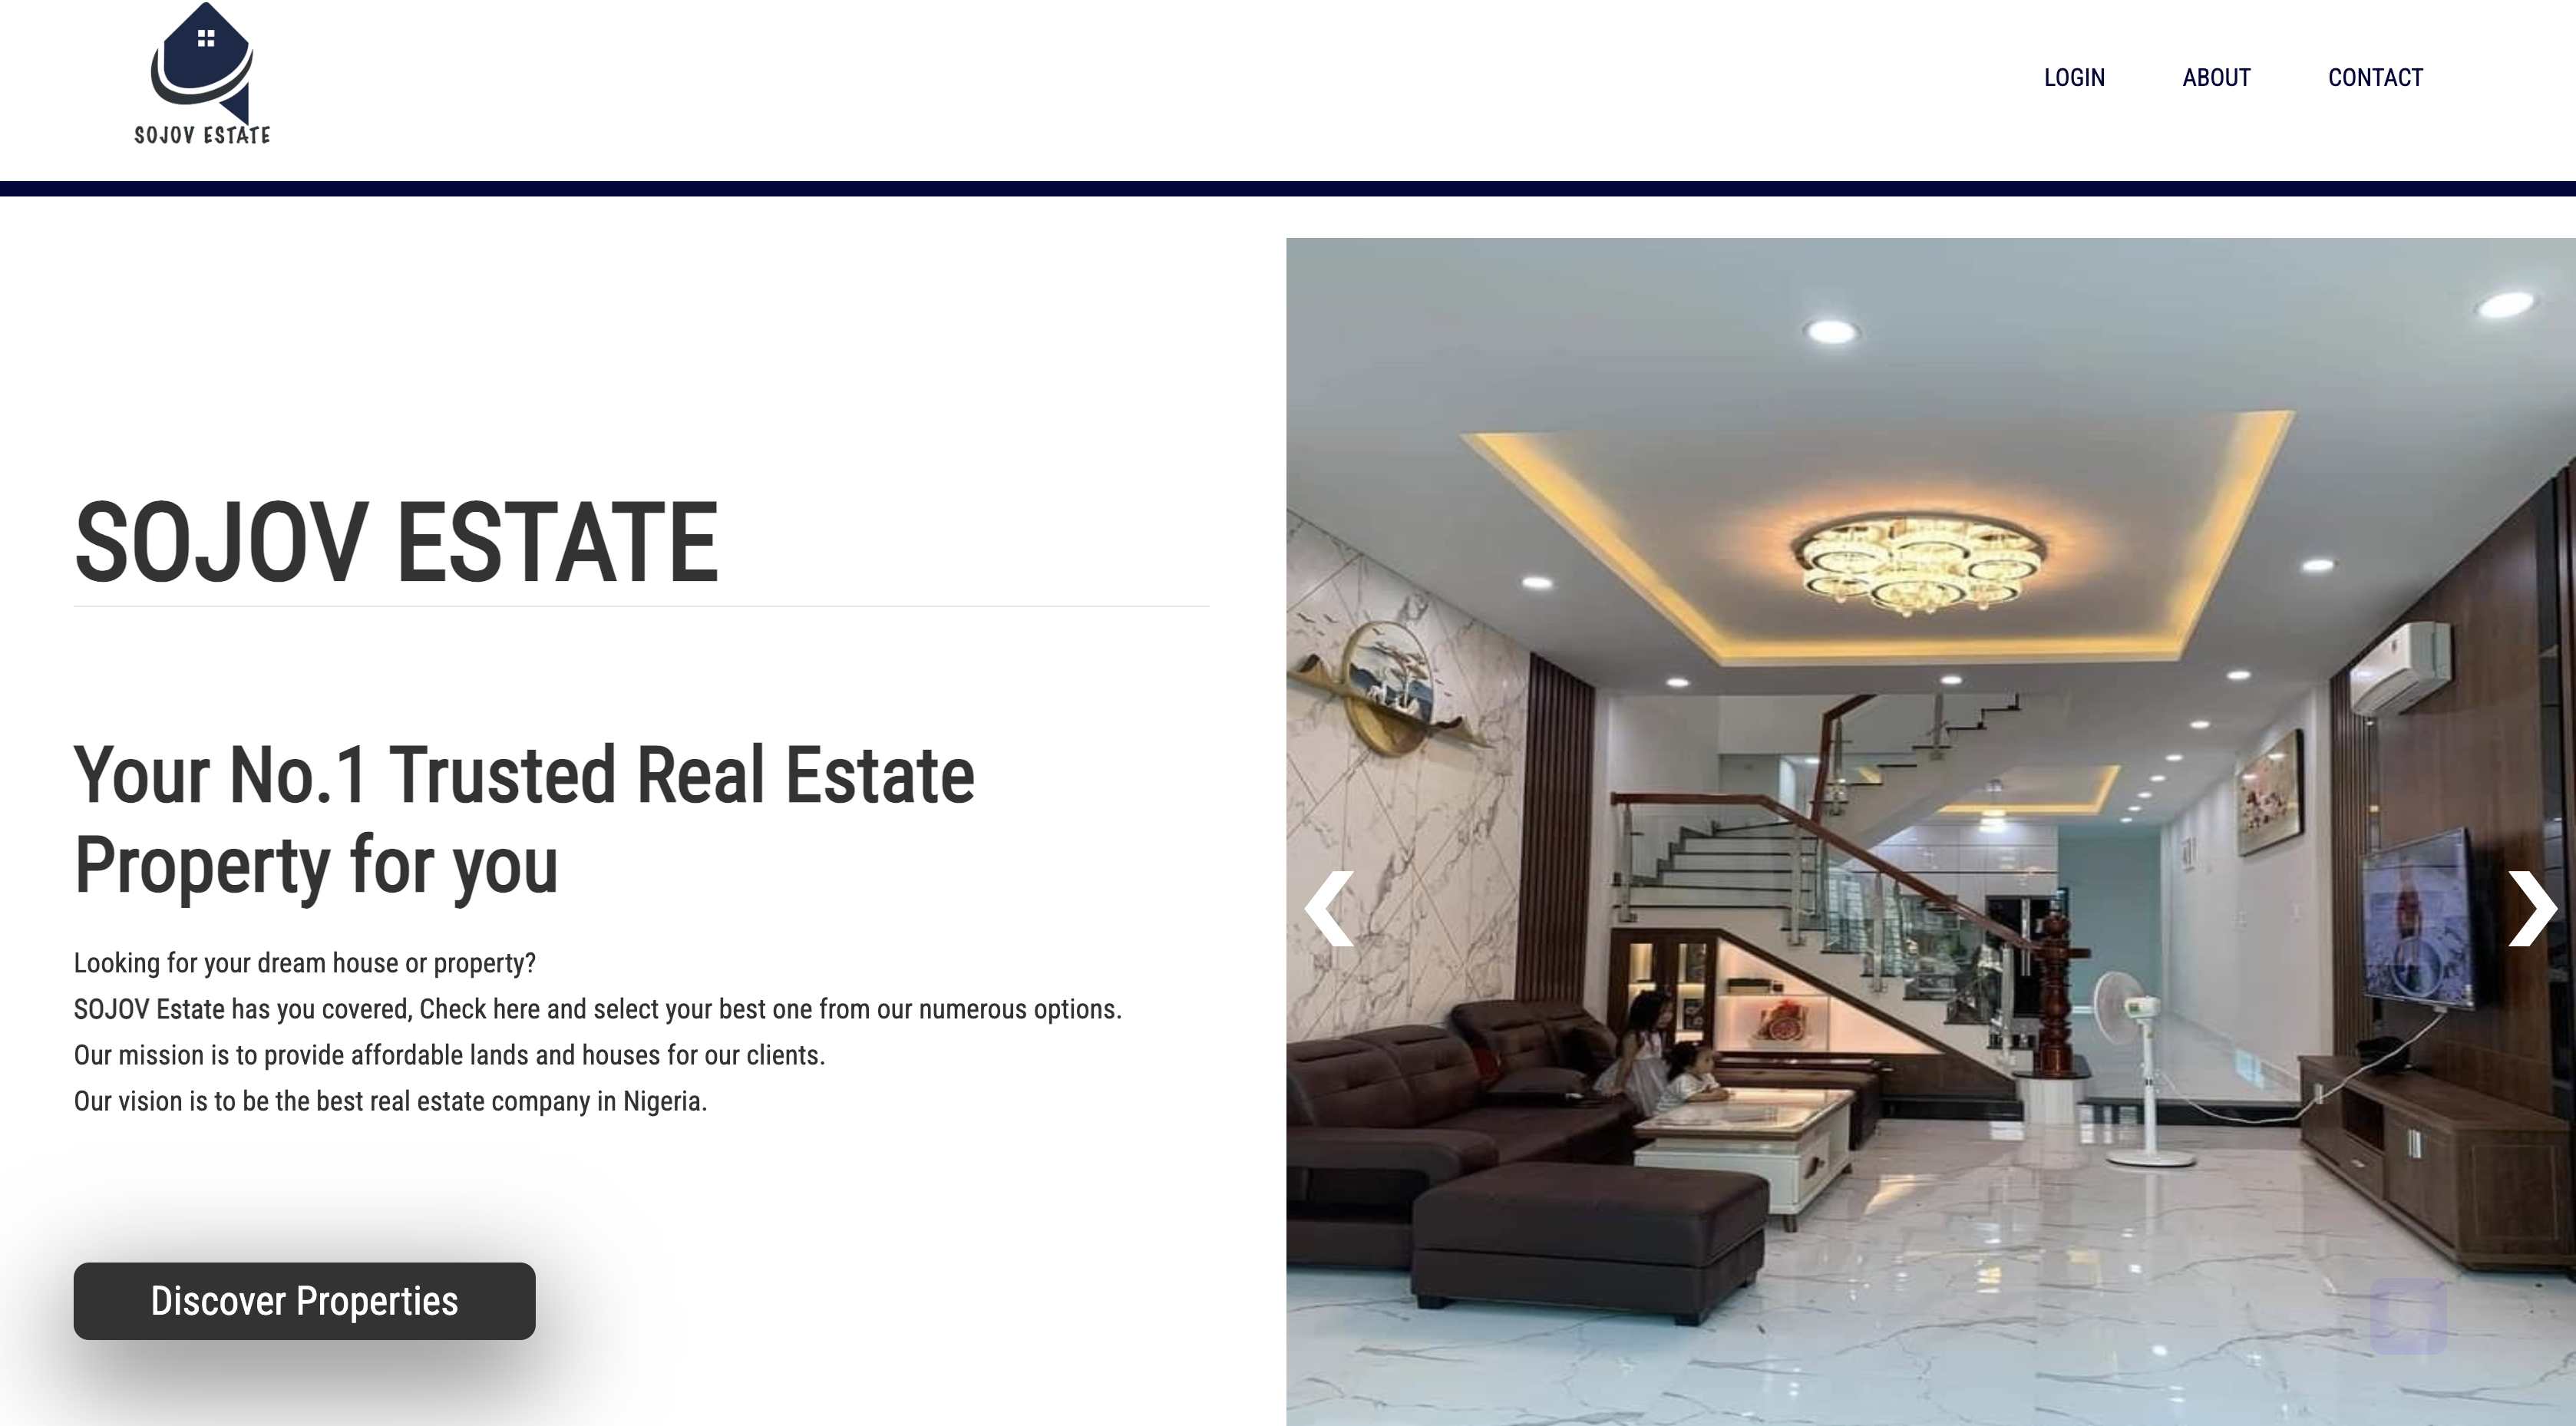 SOJOV ESTATE
LOGIN ABOUT CONTACT
SOJOV ESTATE
Your No.1 Trusted Real Estate
Property for you
Looking for your dream house or property?
SOJOV Estate has you covered, Check here and select your best one from our numerous options.
Our mission is to provide affordable lands and houses for our clients.
Our vision is to be the best real estate company in Nigeria.
Discover Properties